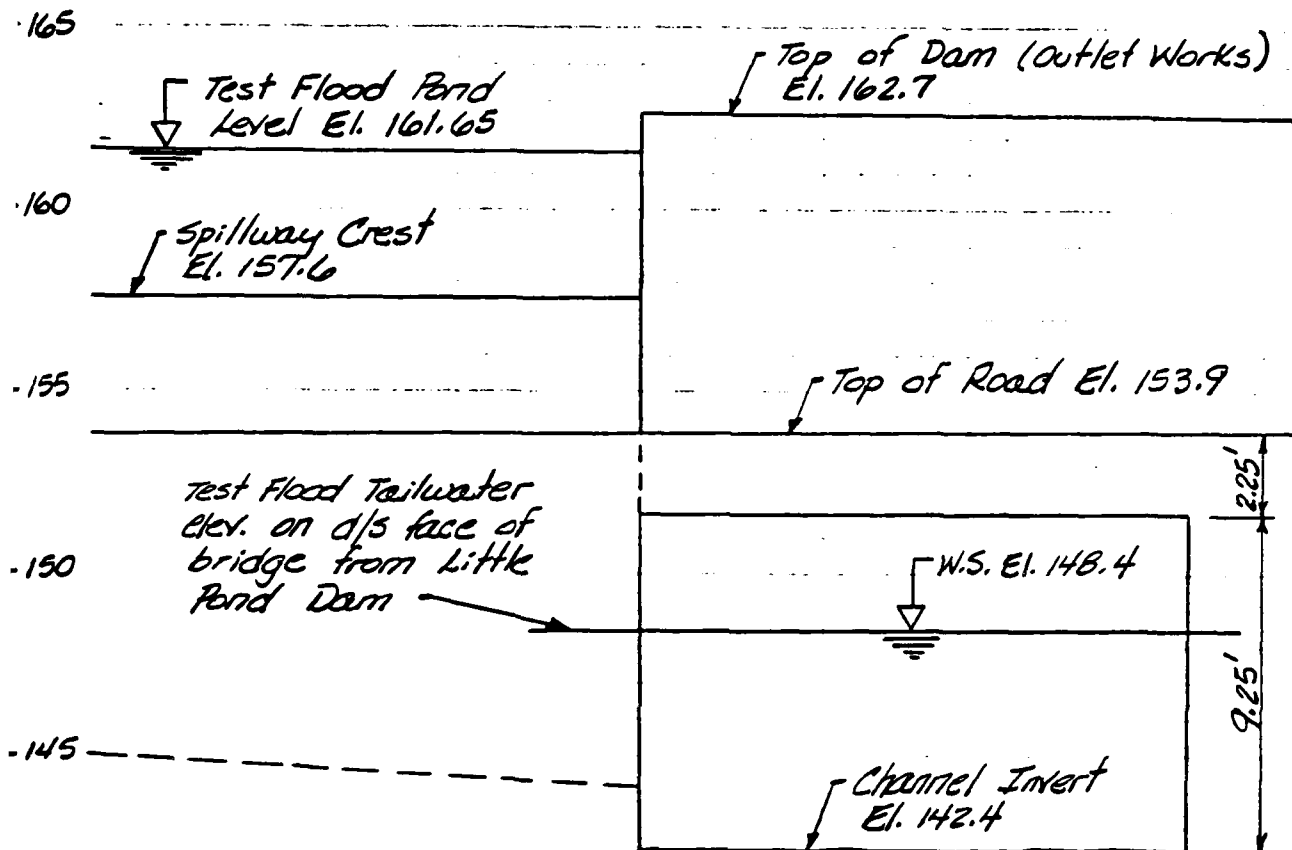 165
Top of Dam (Outlet Works)
El. 162.7
Test Flood Pond
Level El. 161.65
160
Spillway Crest
El. 157.6
155
Top of Road El. 153.9
2.25'
Test Flood Tailwater
elev. on d/s face of
bridge from Little
Pond Dam
150
W.S. El. 148.4
9.25'
145
Channel Invert
El. 142.4